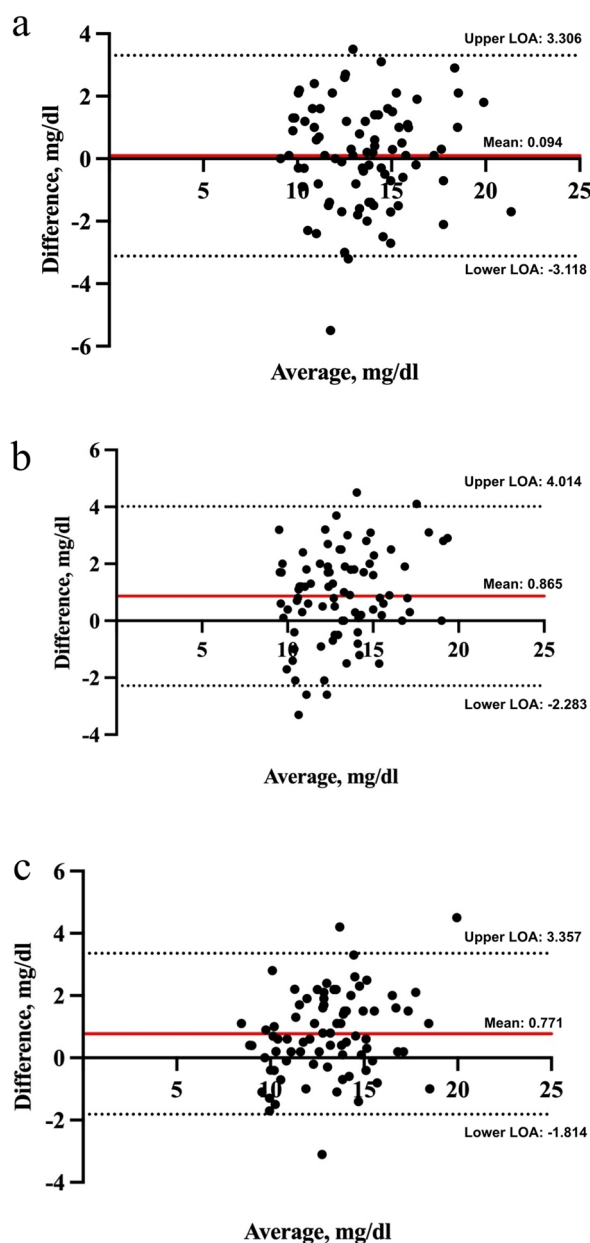 a
4
Upper LOA: 3.306
2
Mean: 0.094
0
5
10
15
20
25
-2
Lower LOA: -3.118
-4
-6
Difference, mg/dl
Average, mg/dl
b
6
Upper LOA: 4.014
4
2
Mean: 0.865
0
5
10
15
20
25
-2
Lower LOA: -2.283
-4
Difference, mg/dl
Average, mg/dl
c
6
4
Upper LOA: 3.357
2
Mean: 0.771
0
5
10
15
20
25
-2
Lower LOA: -1.814
-4
Difference, mg/dl
Average, mg/dl